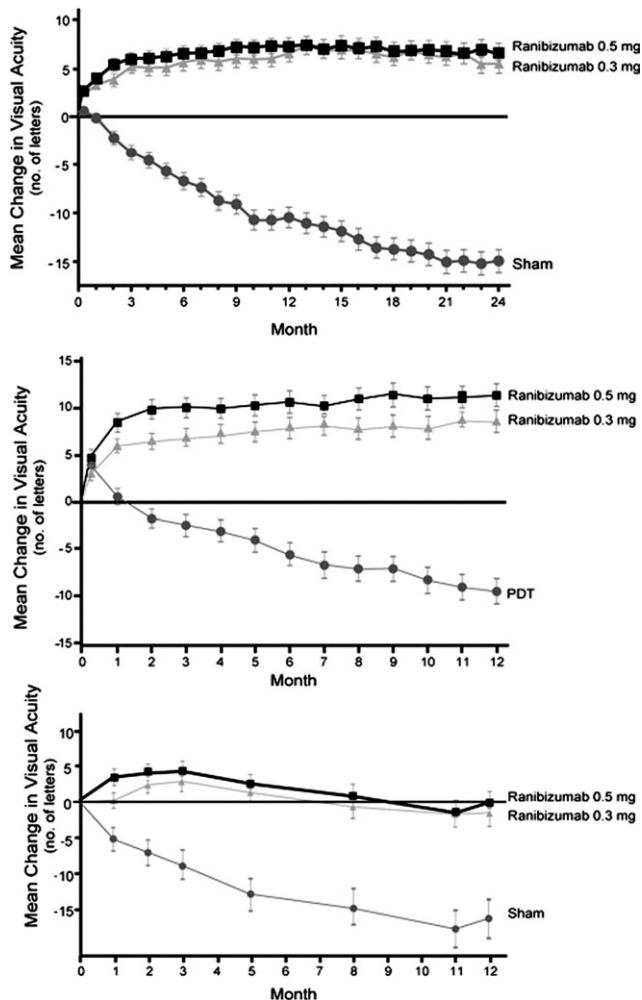 Mean Change in Visual Acuity
(no. of letters)
10
5
0
-5
-10
-15
3
6
9
12
15
18
21
24
Month
Ranibizumab 0.5 mg
Ranibizumab 0.3 mg
Sham
Mean Change in Visual Acuity
(no. of letters)
15
10
5
0
-5
-10
-15
0
1
2
3
4
5
6
7
8
9
10
11
12
Month
Ranibizumab 0.5 mg
Ranibizumab 0.3 mg
PDT
Mean Change in Visual Acuity
(no. of letters)
10
5
0
-5
-10
-15
0
1
2
3
4
5
6
7
8
9
10
11
12
Month
Ranibizumab 0.5 mg
Ranibizumab 0.3 mg
Sham